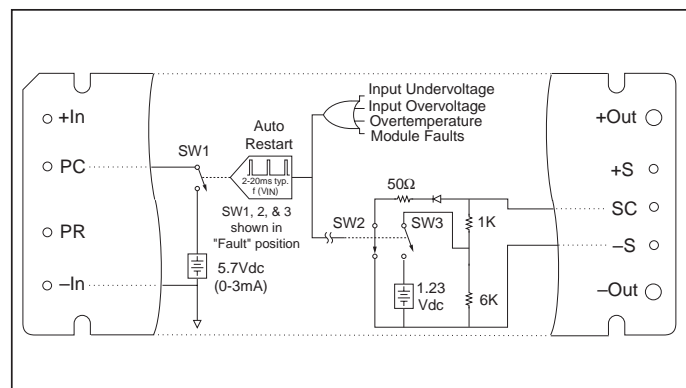 +In
PC
PR
–In
SW1
5.7Vdc
(0-3mA)
Auto
Restart
2-20ms typ.
f (VIN)
SW1, 2, & 3
shown in
"Fault" position
Input Undervoltage
Input Overvoltage
Overtemperature
Module Faults
50Ω
SW2
SW3
1K
1.23
Vdc
6K
+Out
+S
SC
–S
–Out